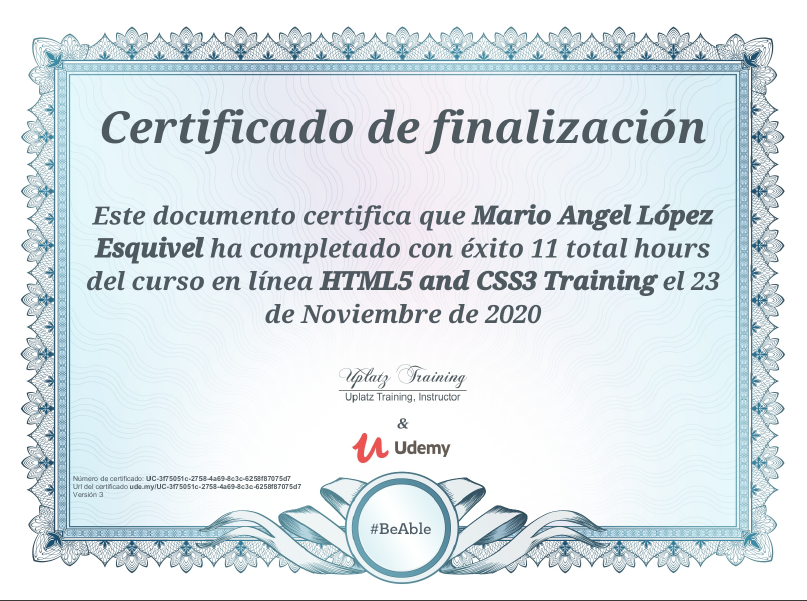 Certificado de finalización
Este documento certifica que Mario Angel López
Esquivel ha completado con éxito 11 total hours
del curso en línea HTML5 and CSS3 Training el 23
de Noviembre de 2020
Uplatz Training
Uplatz Training, Instructor
&
Udemy
Número de certificado: UC-3f75051c-2758-4a69-8c3c-6258f87075d7
Url del certificado ude.my/UC-3f75051c-2758-4a69-8c3c-6258f87075d7
Versión 3
#BeAble